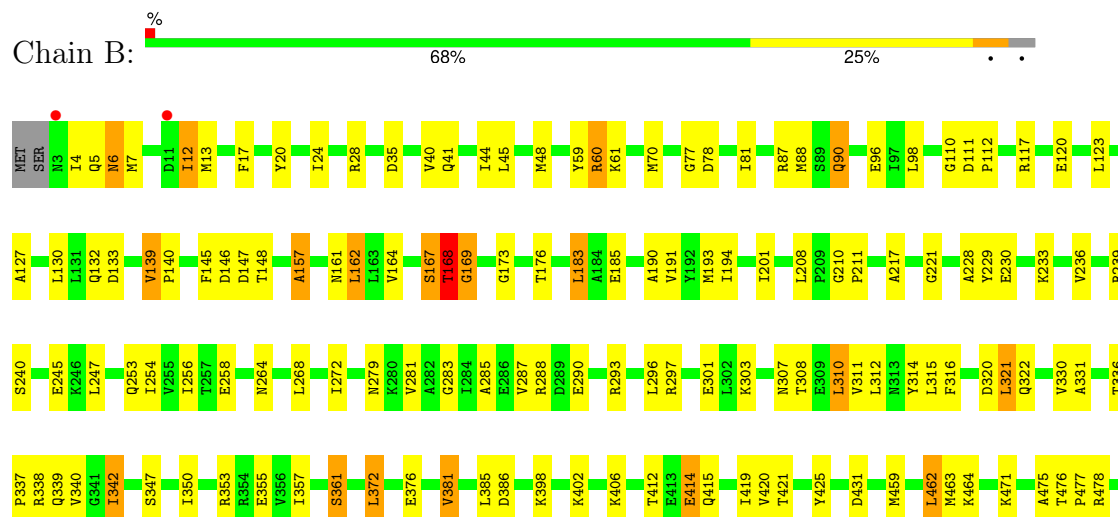 %
Chain B:
68% 25% • •
MET SER N3 I4 Q5 N6 M7 D11 I12 M13 F17 Y20 I24 R28 D35 V40 Q41 I44 L45 M48 Y59 R60 K61 M70 G77 D78 I81 R87 M88 S89 Q90 E96 I97 L98 G110 D111 P112 R117 E120 L123
A127 L130 L131 Q132 D133 V139 P140 F145 D146 D147 T148 A157 N161 L162 L163 V164 S167 T168 G169 G173 T176 L183 A184 E185 A190 V191 Y192 M193 I194 I201 L208 P209 G210 P211 A217 G221 A228 Y229 E230 K233 V236 R239
S240 E245 K246 L247 Q253 I254 V255 I256 T257 E258 N264 L268 I272 N279 K280 V281 A282 G283 I284 A285 E286 V287 R288 D289 E290 R293 L296 R297 E301 L302 K303 N307 T308 E309 L310 V311 L312 N313 Y314 L315 F316 D320 L321 Q322 V330 A331 T336
P337 R338 Q339 V340 G341 I342 S347 I350 R353 R354 E355 V356 I357 S361 L372 E376 V381 L385 D386 K398 K402 K406 T412 E413 E414 Q415 I419 V420 T421 Y425 D431 M459 L462 M463 K464 K471 A475 T476 P477 R478